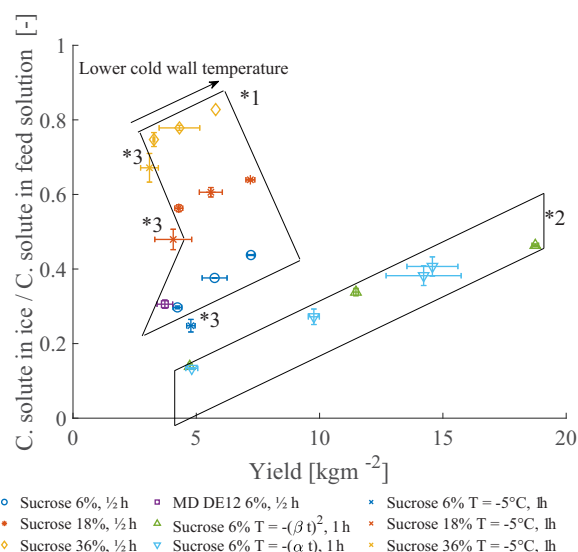 C. solute in ice / C. solute in feed solution [-]
1
0.8
0.6
0.4
0.2
0
Lower cold wall temperature
*1
*3
*3
*2
*3
0 5 10 15 20
Yield [kgm -2]
Sucrose 6%, ½ h
Sucrose 18%, ½ h
Sucrose 36%, ½ h
MD DE12 6%, ½ h
Sucrose 6% T = -(β t)², 1 h
Sucrose 6% T = -(α t), 1 h
Sucrose 6% T = -5°C, 1h
Sucrose 18% T = -5°C, 1h
Sucrose 36% T = -5°C, 1h